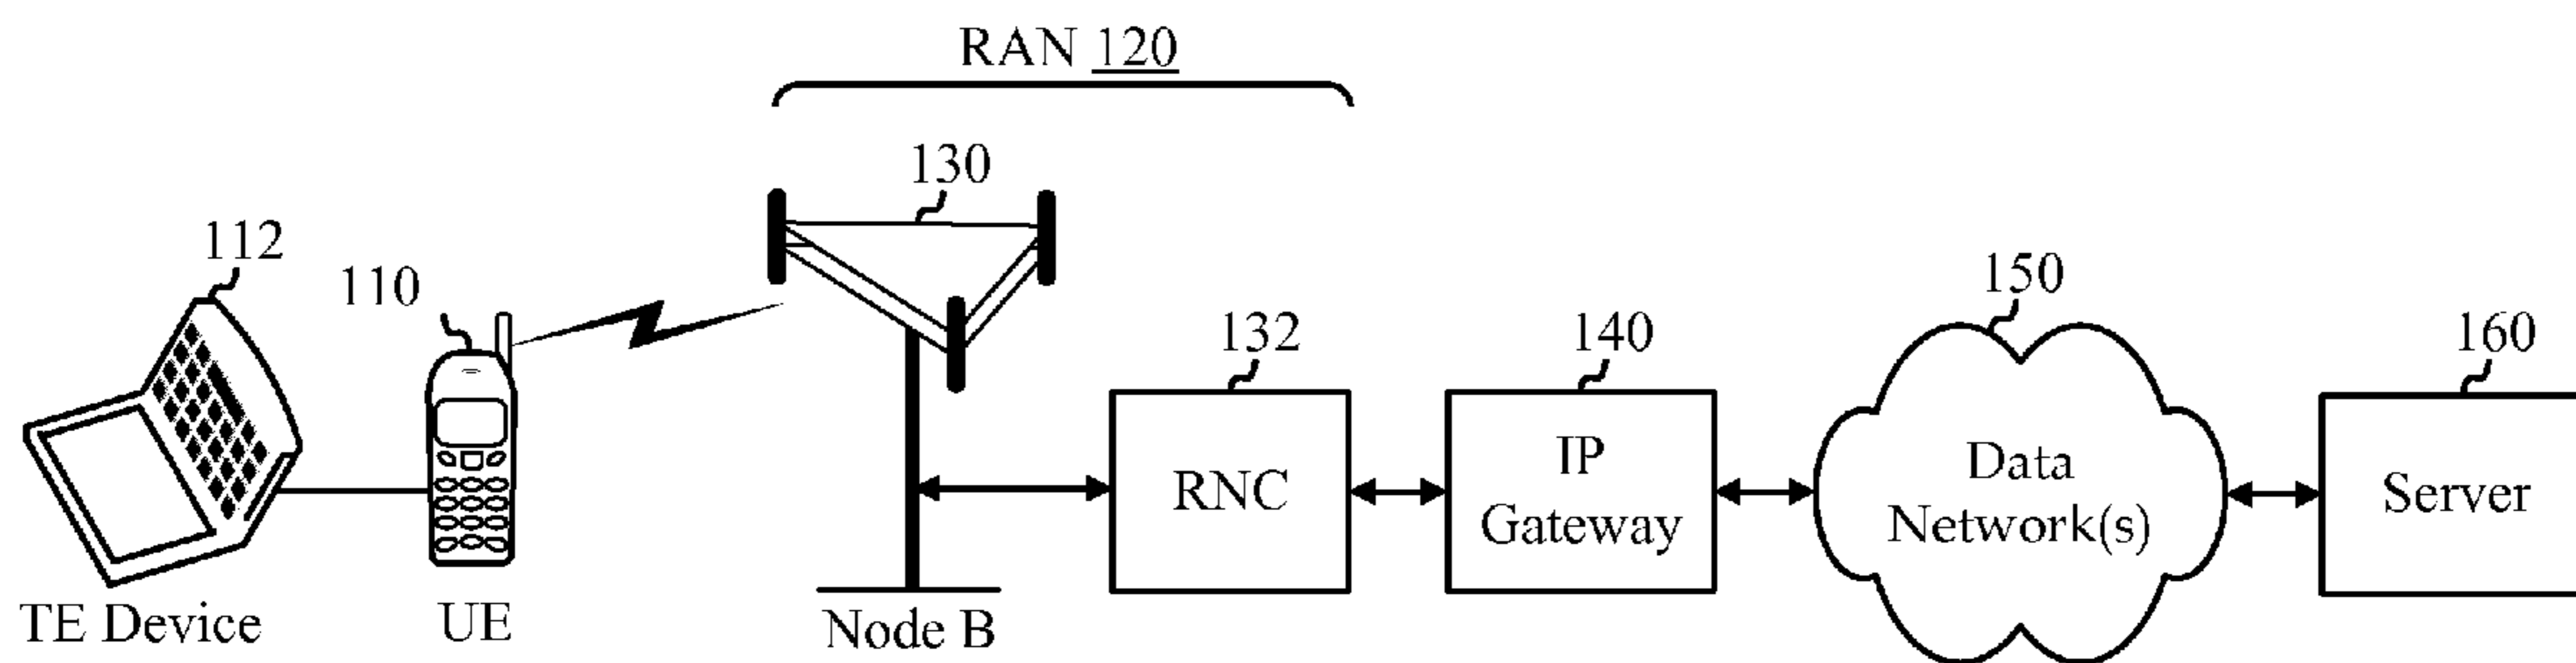 RAN 120
130
112
110
150
132
140
160
RNC
IP
Gateway
Data
Network(s)
Server
TE Device
UE
Node B